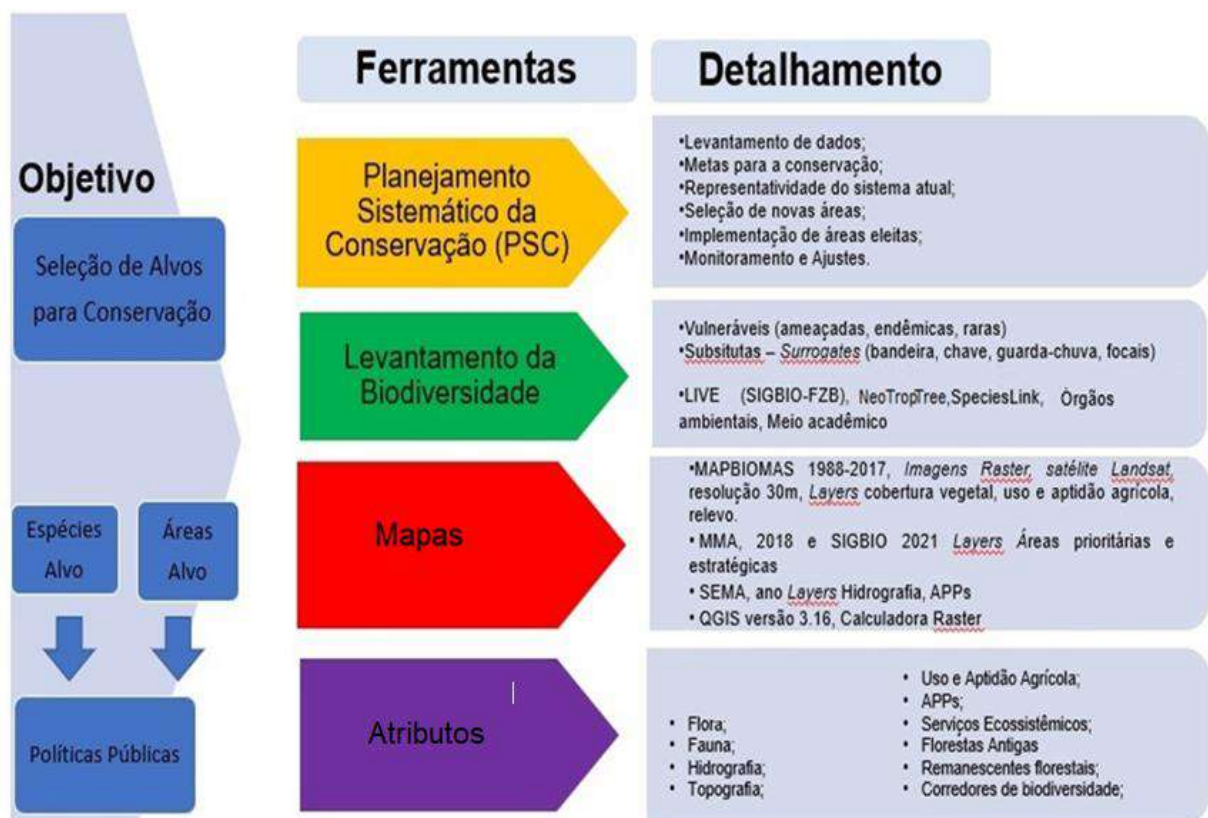 Objetivo
Seleção de Alvos
para Conservação
Espécies
Alvo
Áreas
Alvo
Políticas Públicas
Ferramentas
Detalhamento
Planejamento
Sistemático da
Conservação (PSC)
•Levantamento de dados;
•Metas para a conservação;
•Representatividade do sistema atual;
•Seleção de novas áreas;
•Implementação de áreas eleitas;
•Monitoramento e Ajustes.
Levantamento da
Biodiversidade
•Vulneráveis (ameaçadas, endêmicas, raras)
•Subsitutas – Surrogates (bandeira, chave, guarda-chuva, focais)
•LIVE (SIGBIO-FZB), NeoTropTree,SpeciesLink, Órgãos
ambientais, Meio acadêmico
Mapas
•MAPBIOMAS 1988-2017, Imagens Raster, satélite Landsat,
resolução 30m, Layers cobertura vegetal, uso e aptidão agrícola,
relevo.
•MMA, 2018 e SIGBIO 2021 Layers Áreas prioritárias e
estratégicas
• SEMA, ano Layers Hidrografia, APPs
• QGIS versão 3.16, Calculadora Raster
Atributos
• Flora;
• Fauna;
• Hidrografia;
• Topografia;
• Uso e Aptidão Agrícola;
• APPs;
• Serviços Ecossistêmicos;
• Florestas Antigas
• Remanescentes florestais;
• Corredores de biodiversidade;